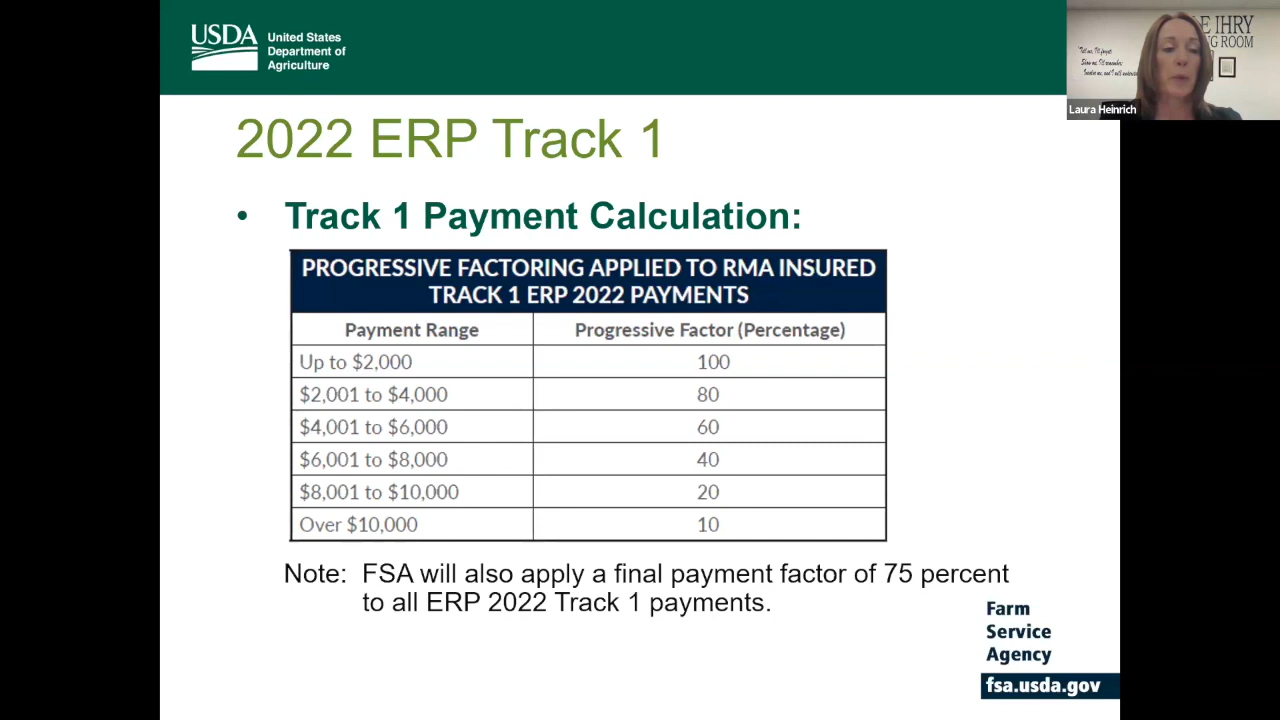 USDA
United States
Department of
Agriculture
E IHRY
G ROOM
Laura Heinrich
2022 ERP Track 1
• Track 1 Payment Calculation:
PROGRESSIVE FACTORING APPLIED TO RMA INSURED
TRACK 1 ERP 2022 PAYMENTS
Payment Range Progressive Factor (Percentage)
Up to $2,000 100
$2,001 to $4,000 80
$4,001 to $6,000 60
$6,001 to $8,000 40
$8,001 to $10,000 20
Over $10,000 10
Note: FSA will also apply a final payment factor of 75 percent
to all ERP 2022 Track 1 payments.
Farm
Service
Agency
fsa.usda.gov